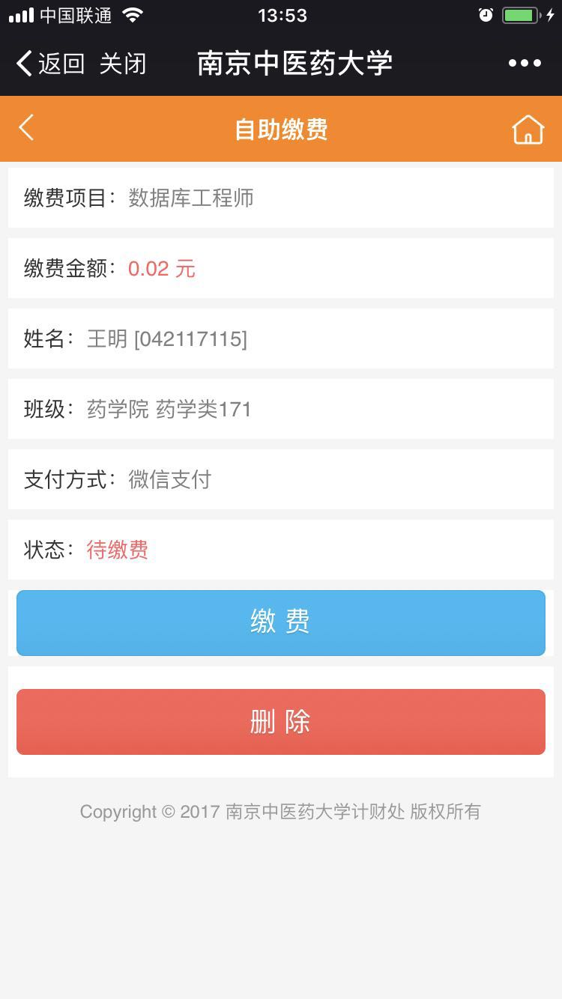 中国联通 13:53
返回 关闭 南京中医药大学
自助缴费
缴费项目：数据库工程师
缴费金额：0.02 元
姓名：王明 [042117115]
班级：药学院 药学类171
支付方式：微信支付
状态：待缴费
缴 费
删 除
Copyright © 2017 南京中医药大学计财处 版权所有